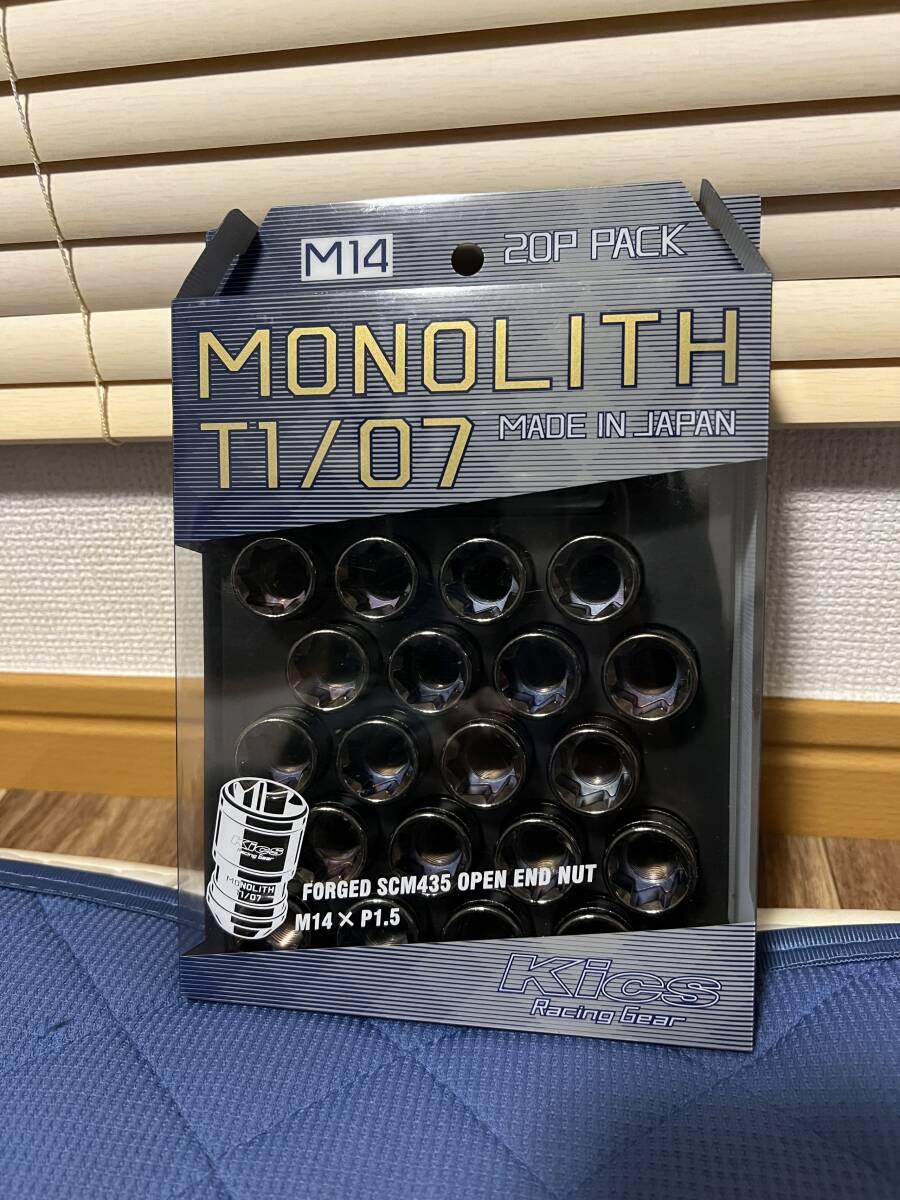 M14
20P PACK
MONOLITH
T1/07
MADE IN JAPAN
Kics
Racing Gear
MONOLITH
T1/07
FORGED SCM435 OPEN END NUT
M14 × P1.5
Kics
Racing Gear